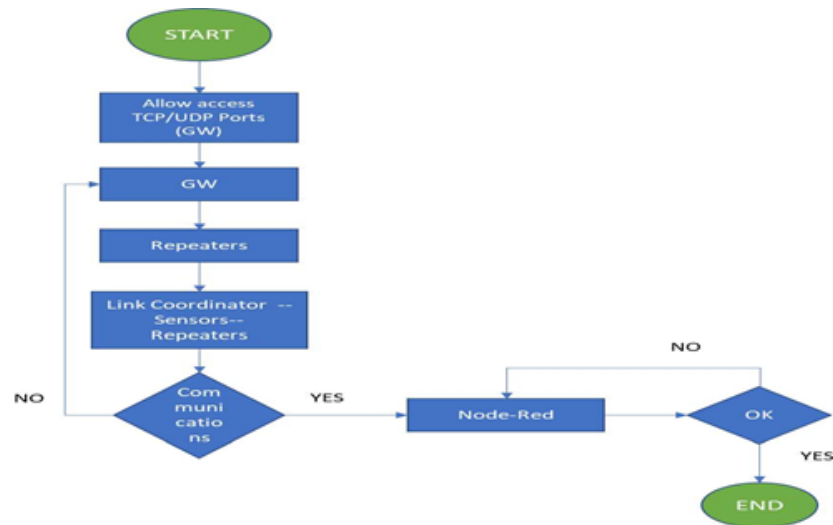 START
Allow access
TCP/UDP Ports
(GW)
GW
Repeaters
Link Coordinator --
Sensors--
Repeaters
Com
muni
catio
ns
NO
YES
Node-Red
NO
OK
YES
END